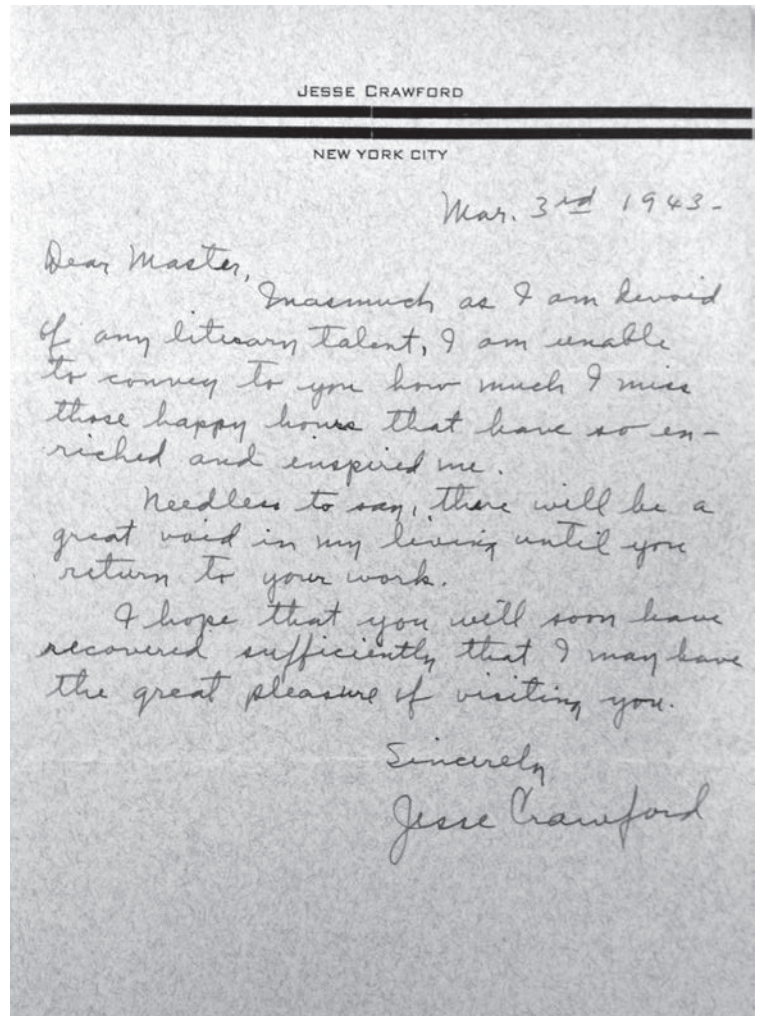 JESSE CRAWFORD
NEW YORK CITY
Mar. 3rd 1943-
Dear Master,
Inasmuch as I am devoid
of any literary talent, I am unable
to convey to you how much I miss
those happy hours that have so en-
riched and inspired me.
Needless to say, there will be a
great void in my living until you
return to your work.
I hope that you will soon have
recovered sufficiently that I may have
the great pleasure of visiting you.
Sincerely
Jesse Crawford